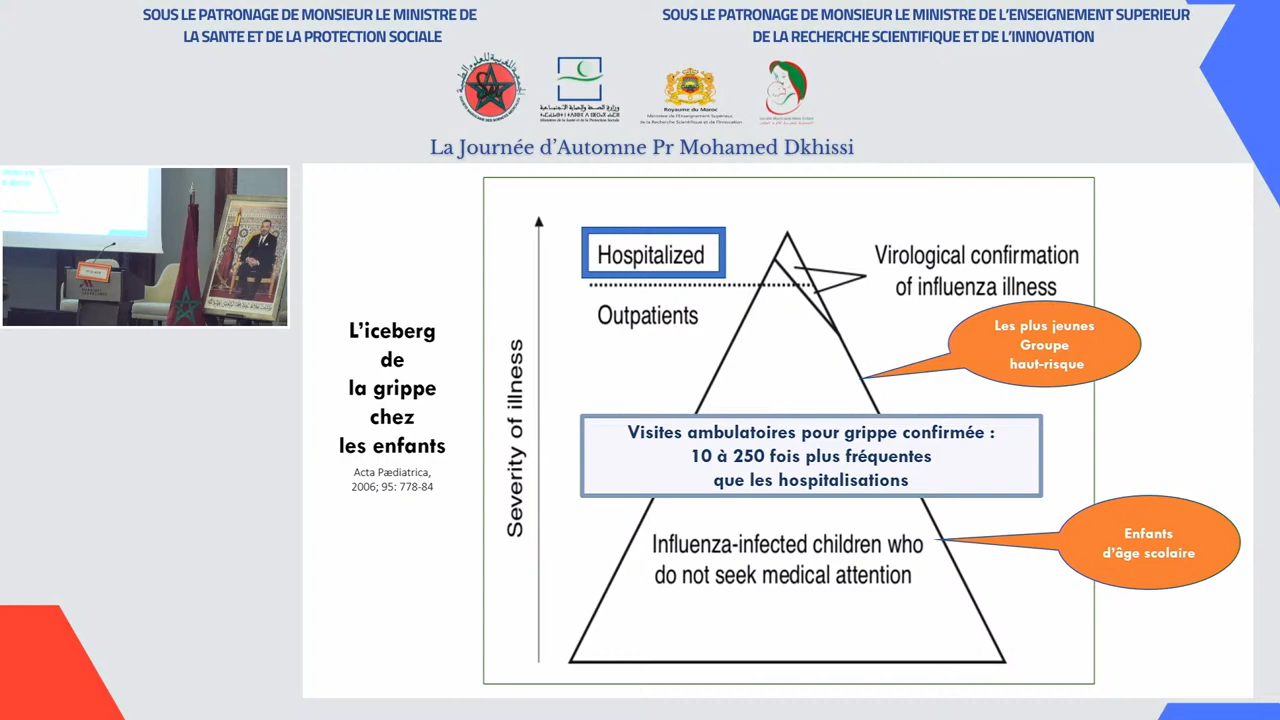 SOUS LE PATRONAGE DE MONSIEUR LE MINISTRE DE
LA SANTE ET DE LA PROTECTION SOCIALE
SOUS LE PATRONAGE DE MONSIEUR LE MINISTRE DE L'ENSEIGNEMENT SUPERIEUR
DE LA RECHERCHE SCIENTIFIQUE ET DE L'INNOVATION
Royaume du Maroc
La Journée d'Automne Pr Mohamed Dkhissi
L'iceberg
de
la grippe
chez
les enfants
Acta Pædiatrica,
2006; 95: 778-84
Severity of illness
Hospitalized
Outpatients
Virological confirmation
of influenza illness
Les plus jeunes
Groupe
haut-risque
Visites ambulatoires pour grippe confirmée :
10 à 250 fois plus fréquentes
que les hospitalisations
Influenza-infected children who
do not seek medical attention
Enfants
d'âge scolaire